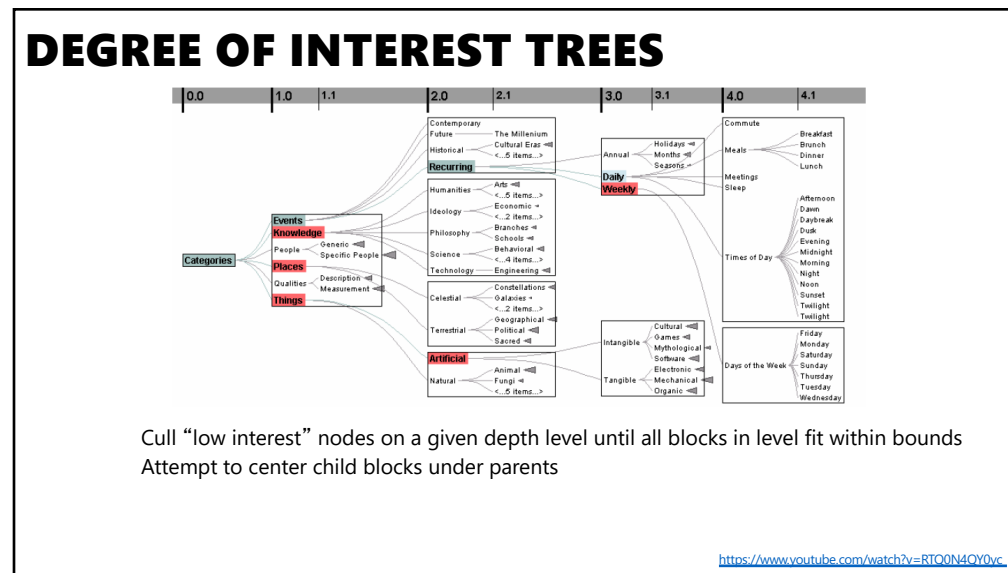 DEGREE OF INTEREST TREES
0.0 1.0 1.1 2.0 2.1 3.0 3.1 4.0 4.1
Categories
Events
Knowledge
People
Generic
Specific People
Places
Qualities
Description
Measurement
Things
Contemporary
Future
The Millenium
Historical
Cultural Eras
<...5 items...>
Recurring
Humanities
Arts
<...5 items...>
Ideology
Economic
<...2 items...>
Philosophy
Branches
Schools
Science
Behavioral
<...4 items...>
Technology
Engineering
Celestial
Constellations
Galaxies
<...2 items...>
Terrestrial
Geographical
Political
Sacred
Artificial
Natural
Animal
Fungi
<...5 items...>
Annual
Holidays
Months
Seasons
Daily
Weekly
Intangible
Cultural
Games
Mythological
Software
Tangible
Electronic
Mechanical
Organic
Commute
Meals
Breakfast
Brunch
Dinner
Lunch
Meetings
Sleep
Times of Day
Afternoon
Dawn
Daybreak
Dusk
Evening
Midnight
Morning
Night
Noon
Sunset
Twilight
Twilight
Days of the Week
Friday
Monday
Saturday
Sunday
Thursday
Tuesday
Wednesday
Cull “low interest” nodes on a given depth level until all blocks in level fit within bounds
Attempt to center child blocks under parents
https://www.youtube.com/watch?v=RTQ0N4QY0yc